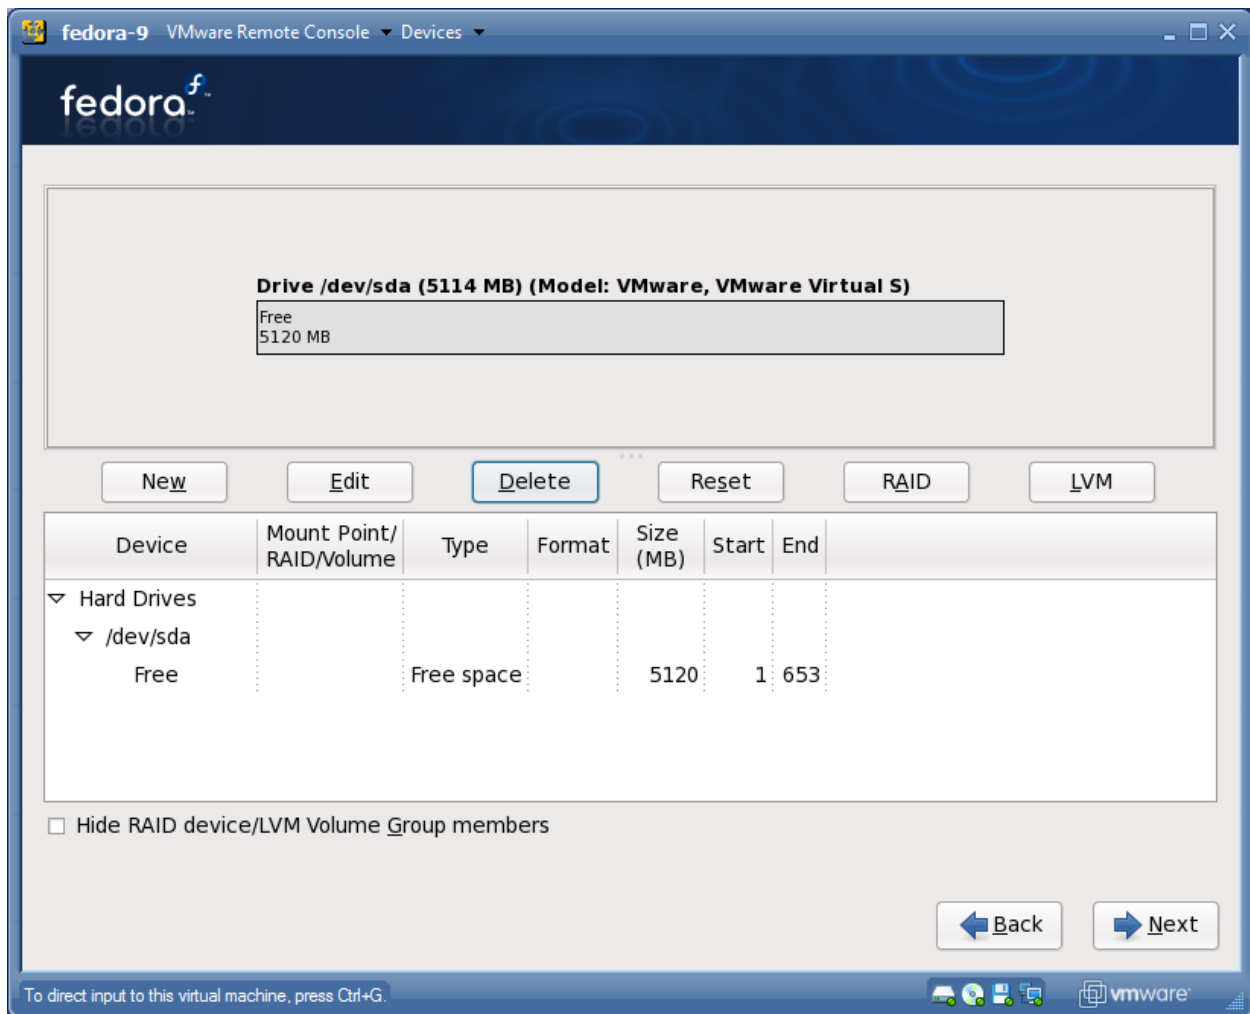 fedora-9 VMware Remote Console Devices
fedora
Drive /dev/sda (5114 MB) (Model: VMware, VMware Virtual S)
Free
5120 MB
New Edit Delete Reset RAID LVM
Device Mount Point/ RAID/Volume Type Format Size (MB) Start End
Hard Drives
/dev/sda
Free Free space 5120 1 653
Hide RAID device/LVM Volume Group members
Back Next
To direct input to this virtual machine, press Ctrl+G. vmware